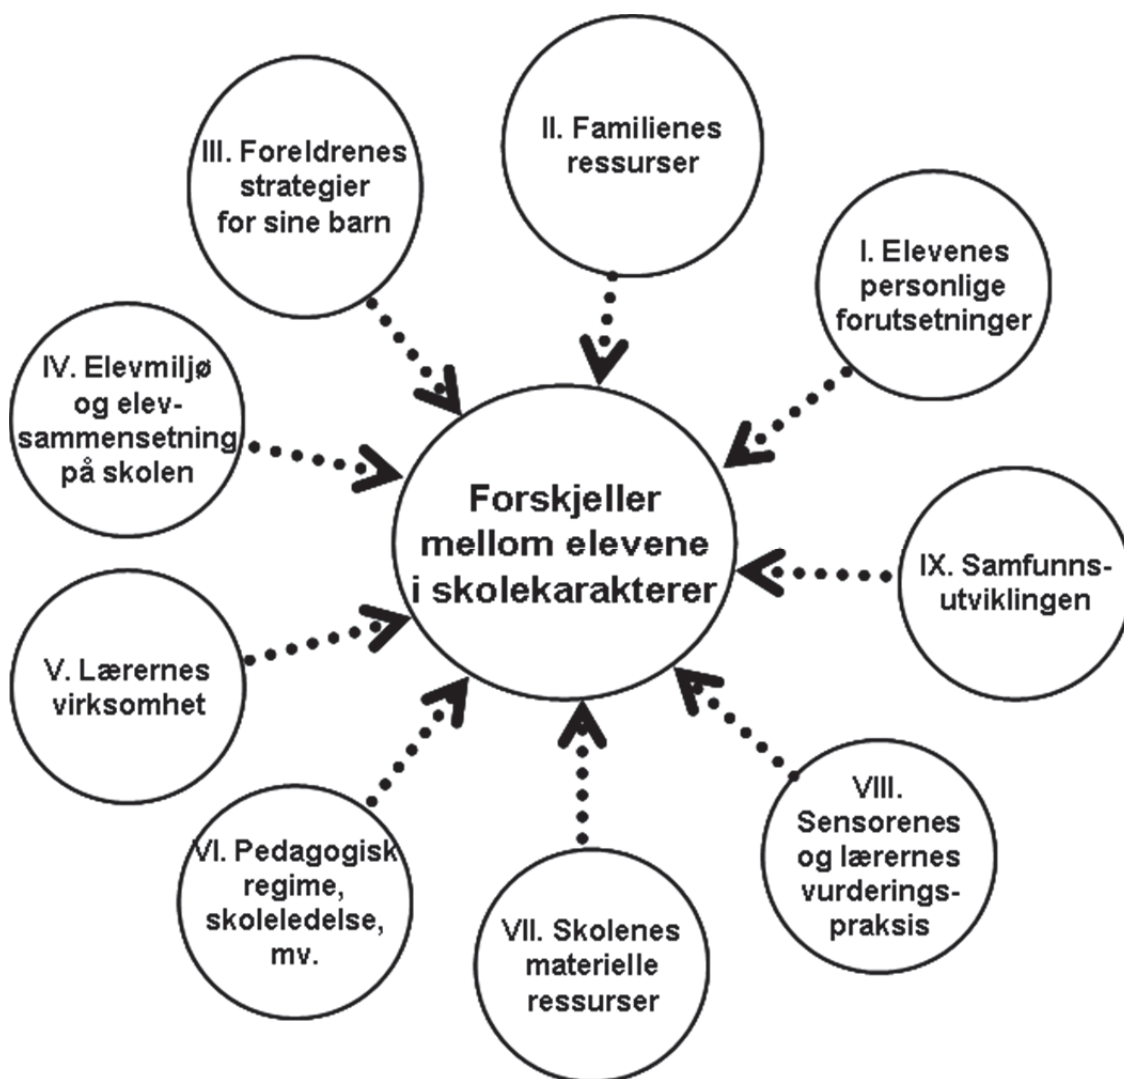 I. Elevenes
personlige
forutsetninger
II. Familienes
ressurser
III. Foreldrenes
strategier
for sine barn
IV. Elevmiljø
og elev-
sammensetning
på skolen
V. Lærernes
virksomhet
VI. Pedagogisk
regime,
skoleledelse,
mv.
VII. Skolenes
materielle
ressurser
VIII.
Sensorenes
og lærernes
vurderings-
praksis
IX. Samfunns-
utviklingen
Forskjeller
mellom elevene
i skolekarakterer